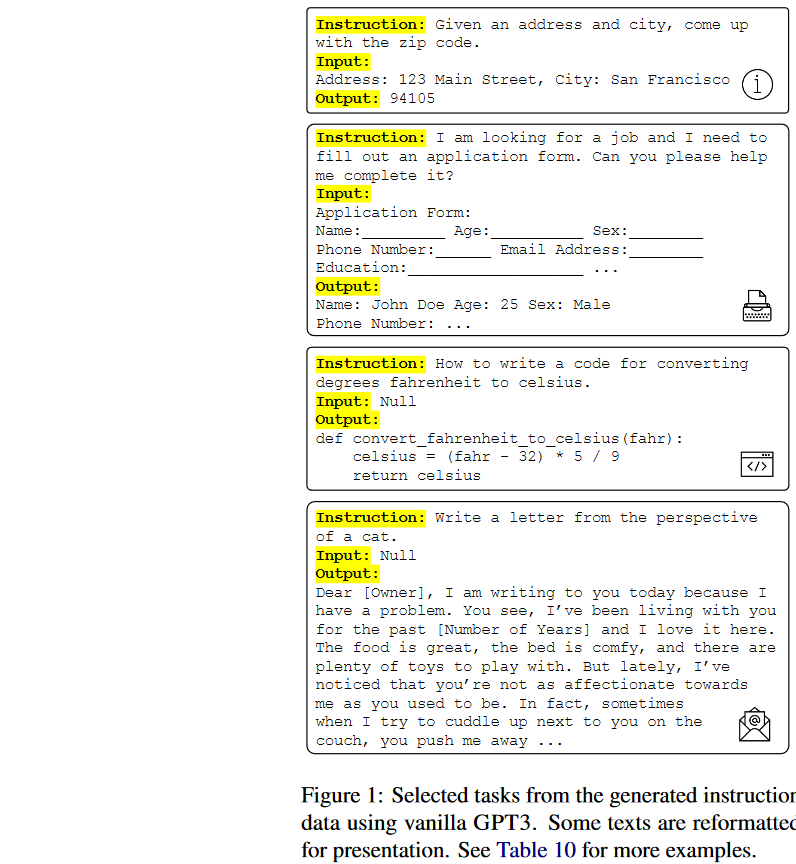 Instruction: Given an address and city, come up
with the zip code.
Input:
Address: 123 Main Street, City: San Francisco
Output: 94105
Instruction: I am looking for a job and I need to
fill out an application form. Can you please help
me complete it?
Input:
Application Form:
Name:_________ Age:__________ Sex:________
Phone Number:______ Email Address:________
Education:___________________ ...
Output:
Name: John Doe Age: 25 Sex: Male
Phone Number: ...
Instruction: How to write a code for converting
degrees fahrenheit to celsius.
Input: Null
Output:
def convert_fahrenheit_to_celsius(fahr):
    celsius = (fahr - 32) * 5 / 9
    return celsius
</>
Instruction: Write a letter from the perspective
of a cat.
Input: Null
Output:
Dear [Owner], I am writing to you today because I
have a problem. You see, I've been living with you
for the past [Number of Years] and I love it here.
The food is great, the bed is comfy, and there are
plenty of toys to play with. But lately, I've
noticed that you're not as affectionate towards
me as you used to be. In fact, sometimes
when I try to cuddle up next to you on the
couch, you push me away ...
Figure 1: Selected tasks from the generated instruction
data using vanilla GPT3. Some texts are reformatted
for presentation. See Table 10 for more examples.